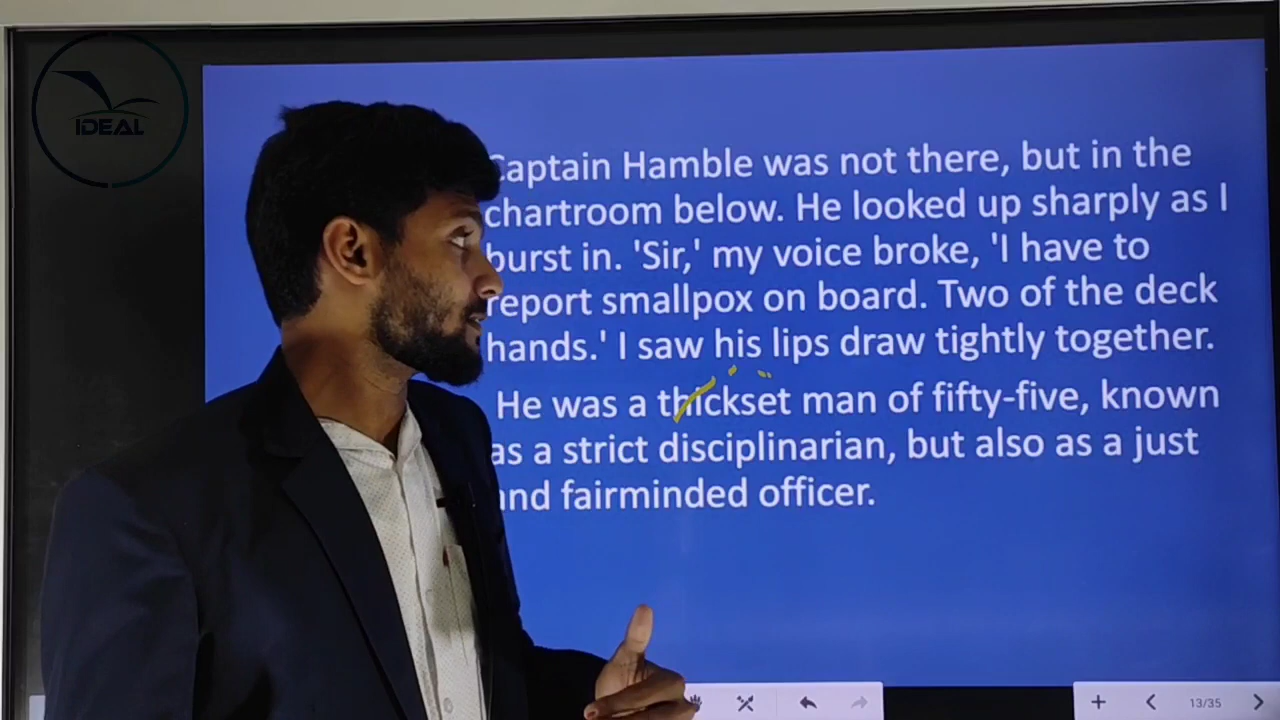 IDEAL
Captain Hamble was not there, but in the
chartroom below. He looked up sharply as I
burst in. 'Sir,' my voice broke, 'I have to
report smallpox on board. Two of the deck
hands.' I saw his lips draw tightly together.
He was a thickset man of fifty-five, known
as a strict disciplinarian, but also as a just
and fairminded officer.
13/35